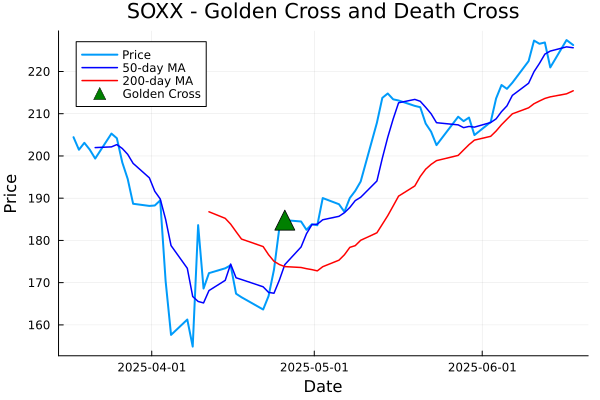 SOXX - Golden Cross and Death Cross
Price
50-day MA
200-day MA
Golden Cross
220
210
200
190
180
170
160
Price
2025-04-01
2025-05-01
2025-06-01
Date